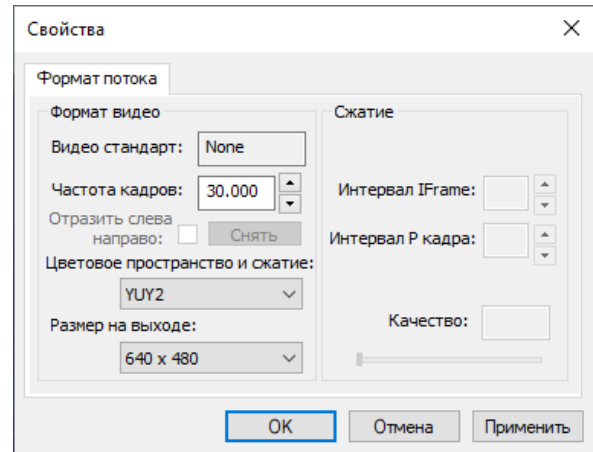 Свойства
Формат потока
Формат видео
Видео стандарт: None
Частота кадров: 30.000
Отразить слева
направо: Снять
Цветовое пространство и сжатие:
YUY2
Размер на выходе:
640 x 480
Сжатие
Интервал IFrame:
Интервал P кадра:
Качество:
OK Отмена Применить